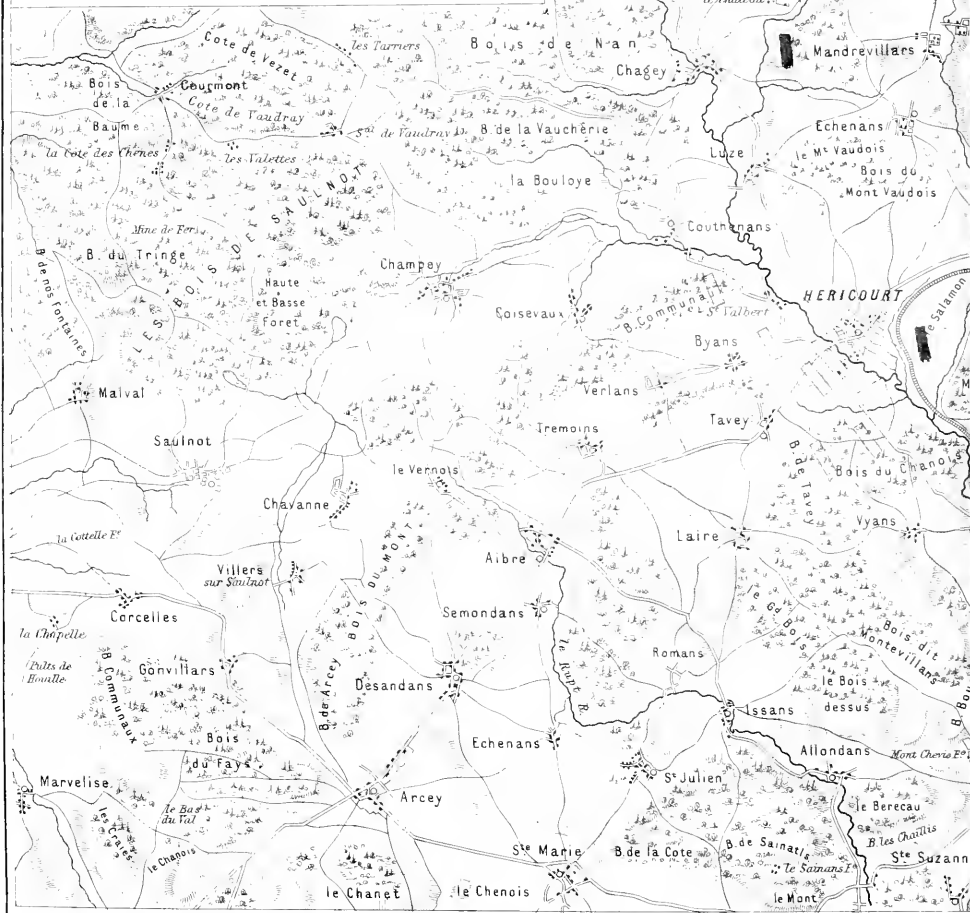 Cote de Vezet
les Tarriers
Bois de Nan
Chagey
Mandrevillars
Bois
de la
Baume
Courmont
Cote de Vaudray
Sal de Vaudray
B. de la Vaucherie
Echenans
le Mt Vaudois
Bois du
Mont Vaudois
Luze
la Cote des Chênes
les Valettes
la Bouloye
Mine de Fer
B. du Tringe
LES BOIS DE SAULNOT
B. de nos Fontaines
Haute
et Basse
Foret
Champey
Couthenans
Coisevaux
B. Communal
St Valbert
HERICOURT
le Salamon
Byans
Verlans
Malval
Saulnot
Tremoins
Tavey
B. de Tavey
Bois du Chanois
le Vernois
Chavanne
la Cottelle Fe
Villers
sur Saulnot
BOIS DU MONT
Aibre
Laire
Vyans
Corcelles
la Chapelle
Puits de
Houille
B. Communaux
Gonvillars
Semondans
le Rupt R.
Romans
le Gd Bois
Bois dit
Montevillars
le Bois
dessus
B. Bo
Desandans
B. de Arcey
Issans
Bois
du Fays
Echenans
Allondans
Mont Chevis Fe
Marvelise
les Craies
le Bas
du Val
le Chanois
Arcey
St Julien
le Berecau
B. les Chaillis
Ste Marie
B. de la Cote
B. de Sainatis
le Sainans Fe
Ste Suzann
le Chanet
le Chenois
le Mont